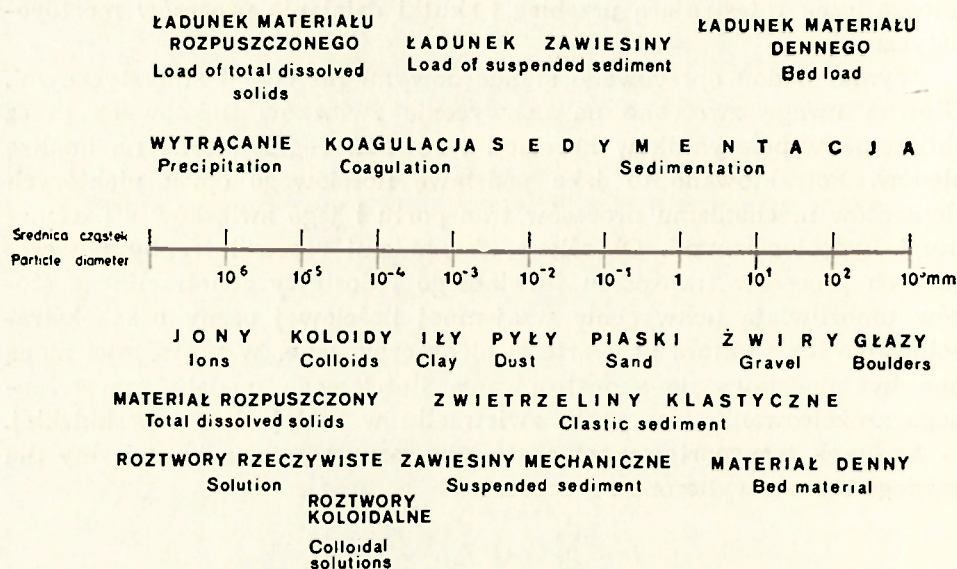 ŁADUNEK MATERIAŁU
ROZPUSZCZONEGO
Load of total dissolved
solids
ŁADUNEK ZAWIESINY
Load of suspended sediment
ŁADUNEK MATERIAŁU
DENNEGO
Bed load
WYTRĄCANIE KOAGULACJA SEDYMENTACJA
Precipitation Coagulation Sedimentation
Średnica cząstek
Particle diameter
10⁶ 10⁻⁵ 10⁻⁴ 10⁻³ 10⁻² 10⁻¹ 1 10¹ 10² 10³mm
JONY KOLOIDY IŁY PYŁY PIASKI ŻWIRY GŁAZY
Ions Colloids Clay Dust Sand Gravel Boulders
MATERIAŁ ROZPUSZCZONY ZWIETRZELINY KLASTYCZNE
Total dissolved solids Clastic sediment
ROZTWORY RZECZYWISTE ZAWIESINY MECHANICZNE MATERIAŁ DENNY
Solution Suspended sediment Bed material
ROZTWORY
KOLOIDALNE
Colloidal
solutions